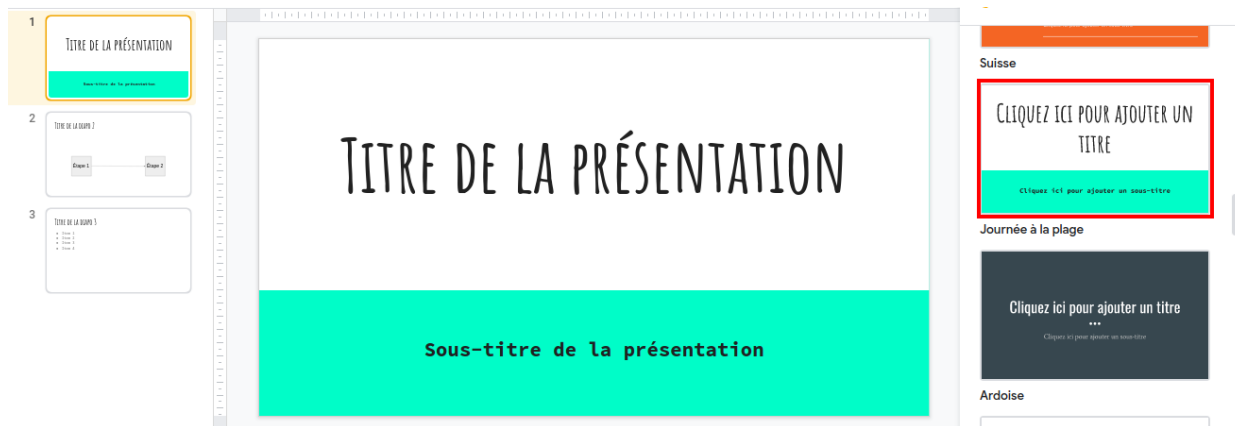 1
Titre de la présentation
Sous-titre de la présentation
2
Titre de la diapo 2
Étape 1
Étape 2
3
Titre de la diapo 3
Titre de la présentation
Sous-titre de la présentation
Suisse
Cliquez ici pour ajouter un
titre
Cliquez ici pour ajouter un sous-titre
Journée à la plage
Cliquez ici pour ajouter un titre
Cliquez ici pour ajouter un sous-titre
Ardoise